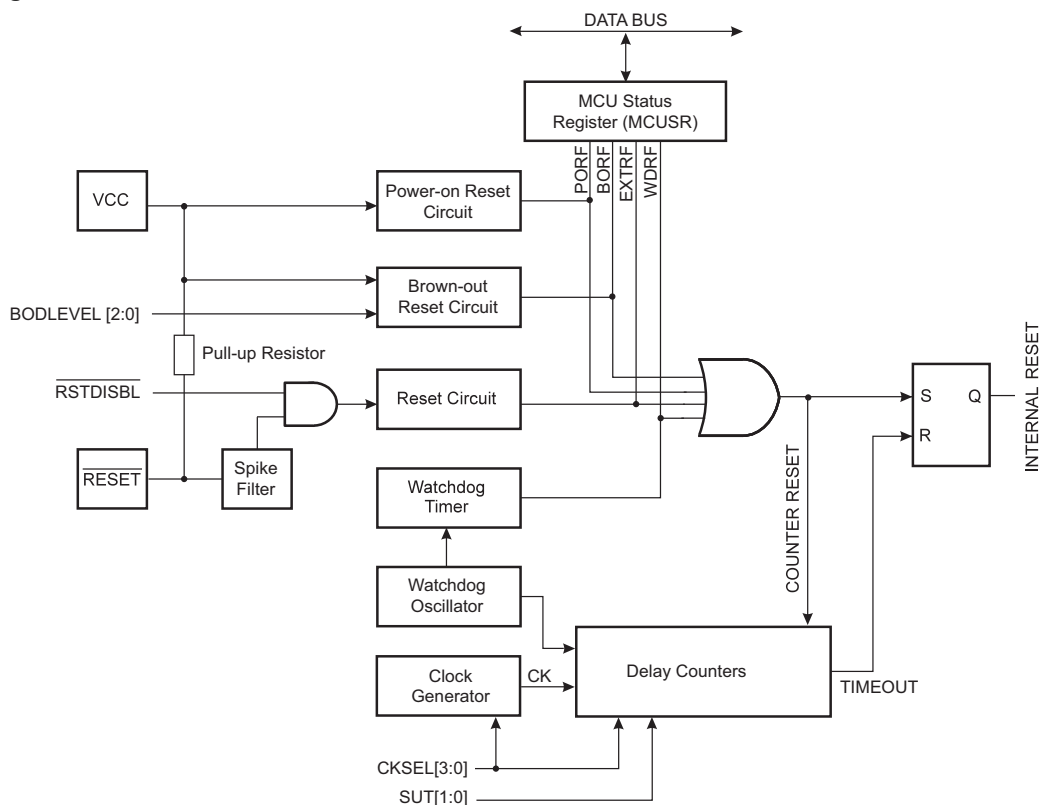 DATA BUS
MCU Status
Register (MCUSR)
PORF
BORF
EXTRF
WDRF
VCC
Power-on Reset
Circuit
Brown-out
Reset Circuit
BODLEVEL [2:0]
Pull-up Resistor
RSTDISBL
Reset Circuit
S
Q
R
INTERNAL RESET
RESET
Spike
Filter
Watchdog
Timer
COUNTER RESET
Watchdog
Oscillator
Clock
Generator
CK
Delay Counters
TIMEOUT
CKSEL[3:0]
SUT[1:0]